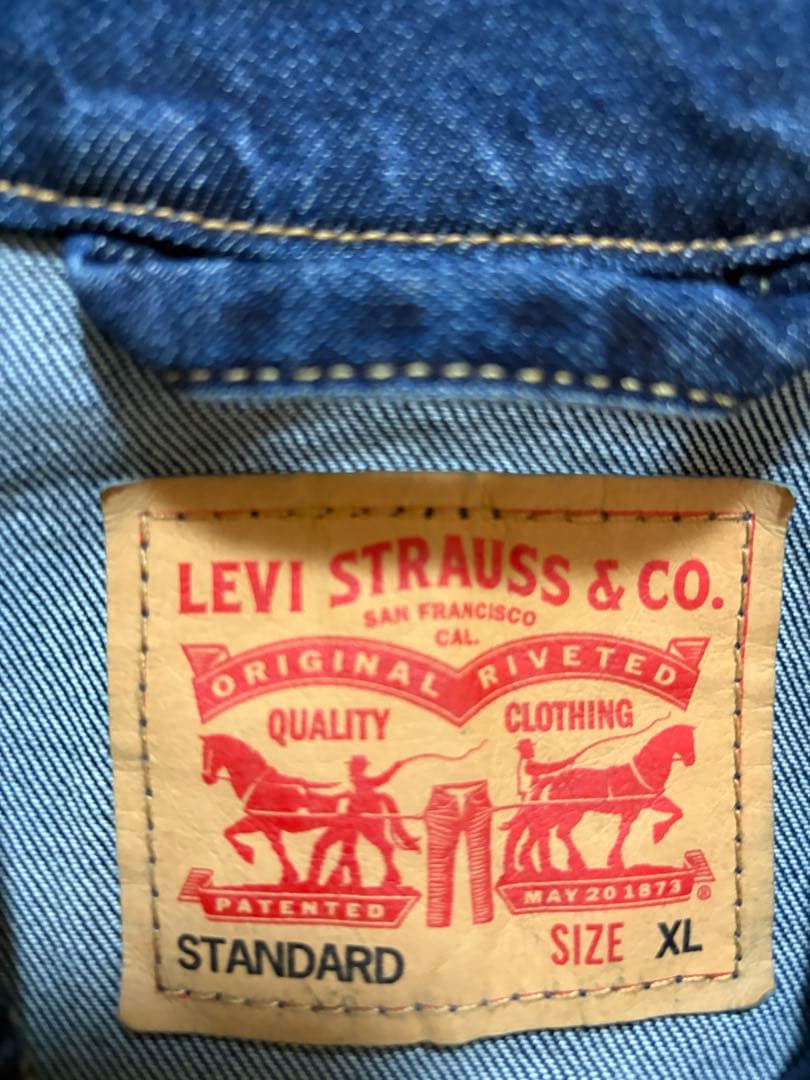 LEVI STRAUSS & CO.
SAN FRANCISCO
CAL.
ORIGINAL RIVETED
QUALITY CLOTHING
PATENTED MAY 20 1873 ®
STANDARD SIZE XL